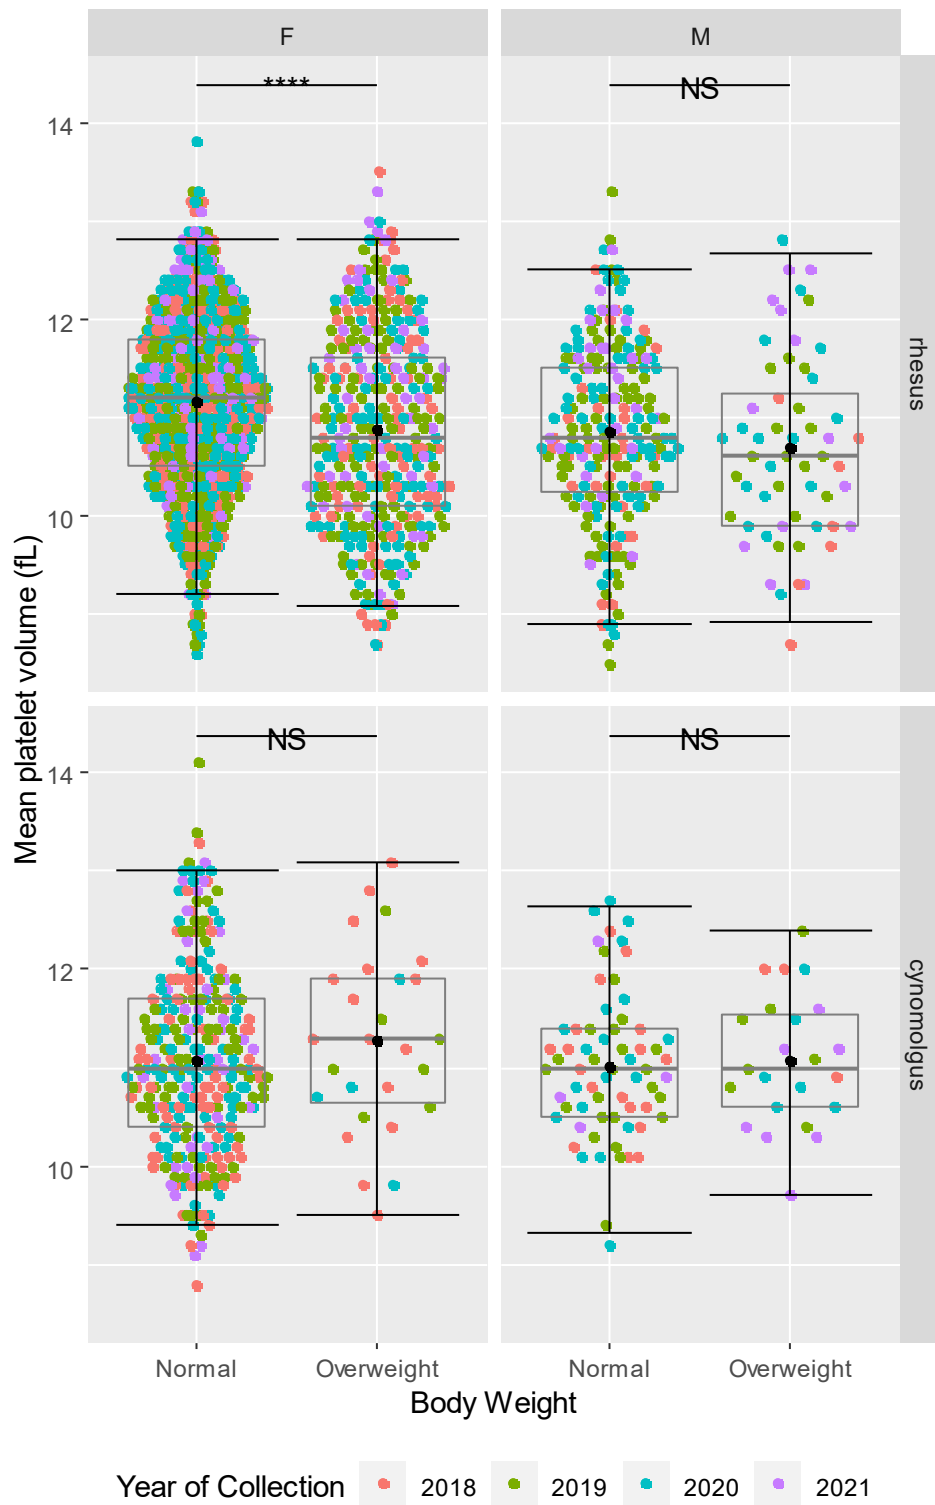 F
M
****
NS
14
12
10
rhesus
Mean platelet volume (fL)
NS
NS
14
12
10
cynomolgus
Normal
Overweight
Normal
Overweight
Body Weight
Year of Collection
2018
2019
2020
2021